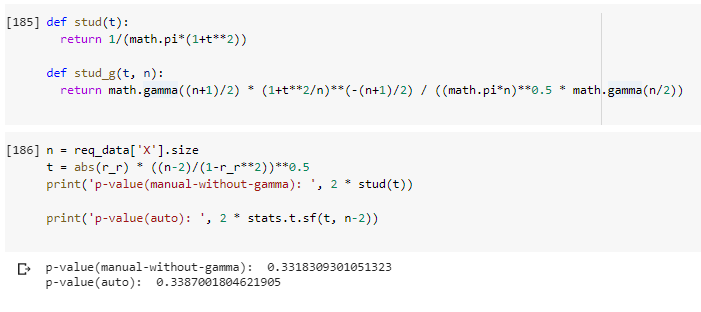 [185] def stud(t):
return 1/(math.pi*(1+t**2))
def stud_g(t, n):
return math.gamma((n+1)/2) * (1+t**2/n)**(-(n+1)/2) / ((math.pi*n)**0.5 * math.gamma(n/2))
[186] n = req_data['X'].size
t = abs(r_r) * ((n-2)/(1-r_r**2))**0.5
print('p-value(manual-without-gamma): ', 2 * stud(t))
print('p-value(auto): ', 2 * stats.t.sf(t, n-2))
p-value(manual-without-gamma):  0.3318309301051323
p-value(auto):  0.3387001804621905